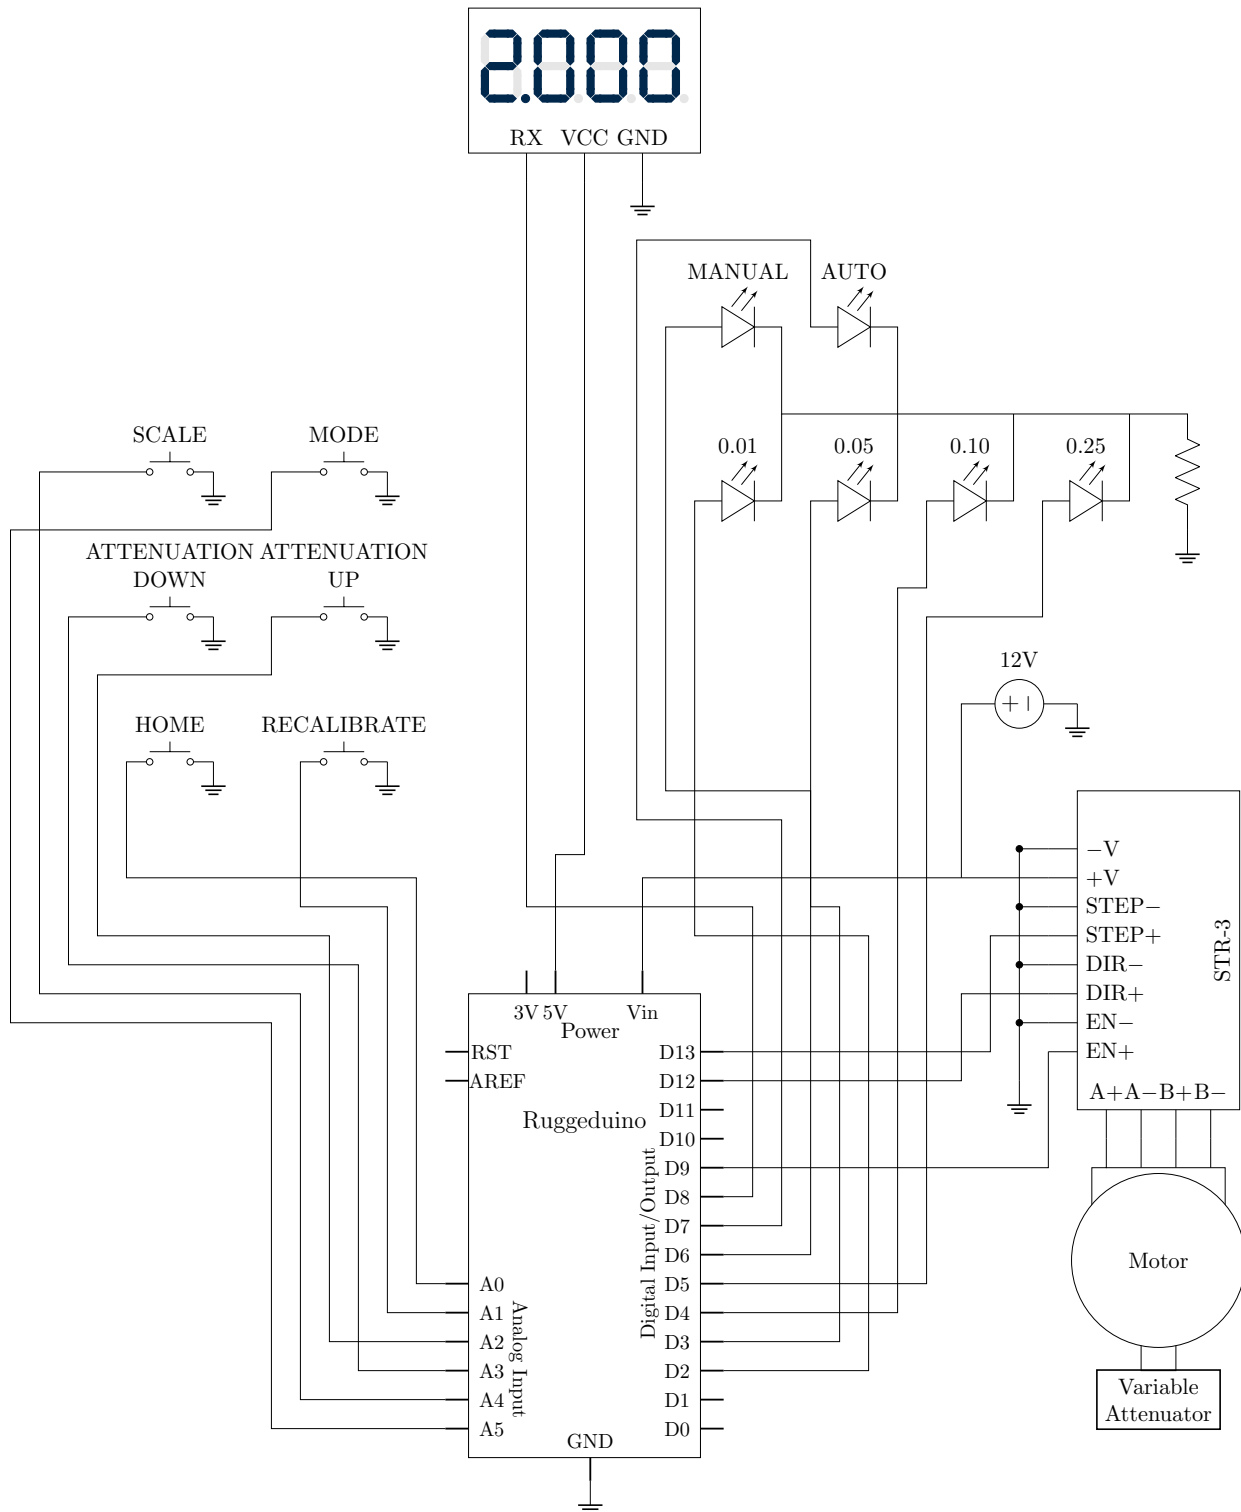 2.000
RX VCC GND
MANUAL AUTO
SCALE MODE
0.01 0.05 0.10 0.25
ATTENUATION ATTENUATION
DOWN UP
12V
HOME RECALIBRATE
−V
+V
STEP−
STEP+
DIR−
DIR+
EN−
EN+
STR-3
A+ A− B+ B−
3V 5V Vin
Power
RST
AREF
Ruggeduino
D13
D12
D11
D10
D9
D8
D7
D6
D5
D4
D3
D2
D1
D0
Digital Input/Output
A0
A1
A2
A3
A4
A5
Analog Input
GND
Motor
Variable
Attenuator